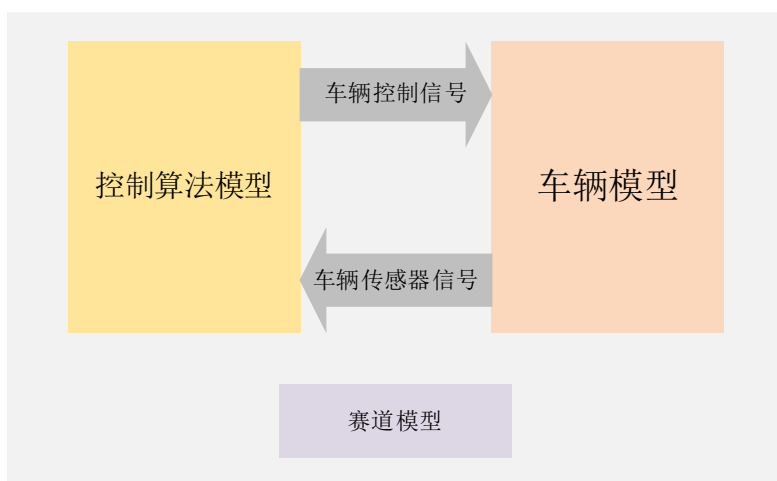 车辆控制信号
控制算法模型
车辆模型
车辆传感器信号
赛道模型